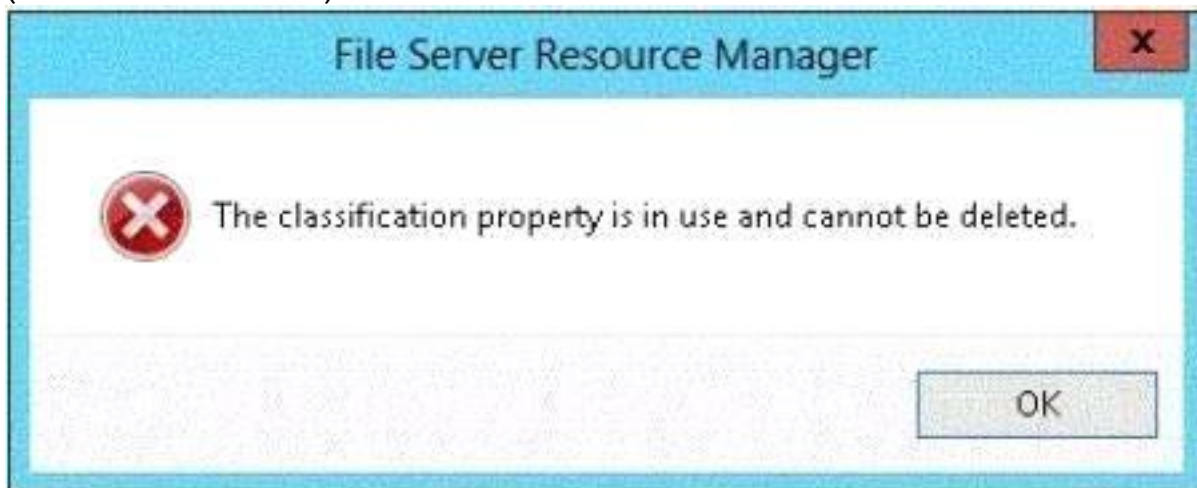 File Server Resource Manager
x
The classification property is in use and cannot be deleted.
OK